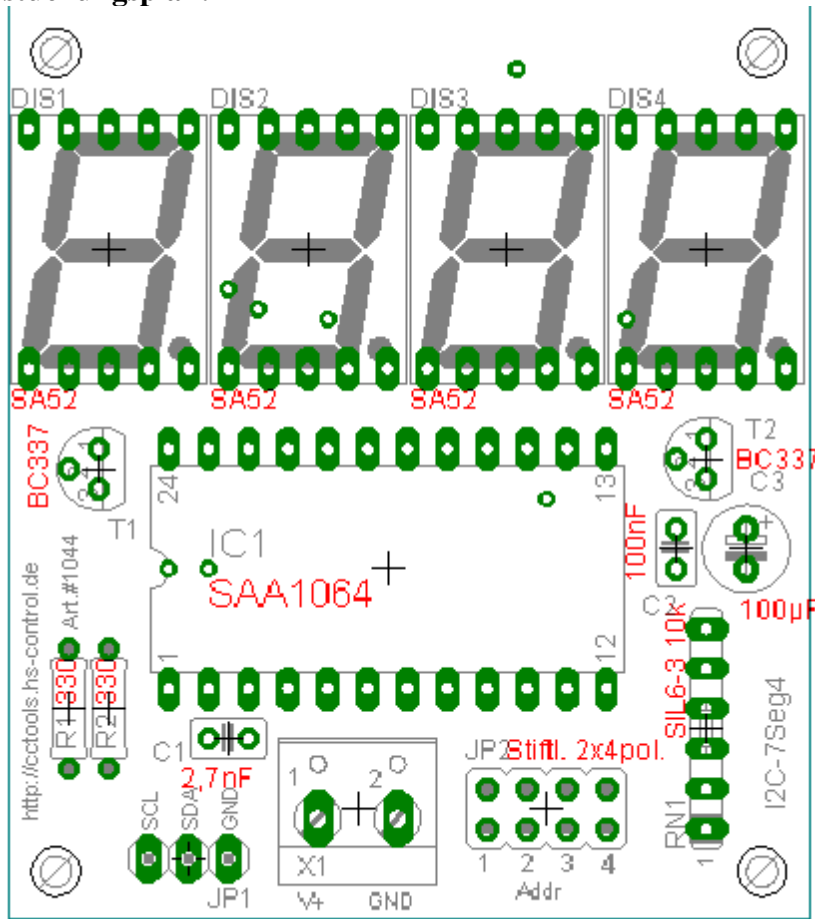 DIS1 DIS2 DIS3 DIS4
SA52 SA52 SA52 SA52
BC337
T1
T2
BC337
C3
24
13
IC1
SAA1064
1
12
100nF
C2
+
100µF
http://cctools.hs-control.de
Art.#1044
R1 330
R2 330
C1
2,7nF
SCL
SDA
GND
JP1
1 2
X1
V+ GND
JP2 Stiftl. 2x4pol.
1 2 3 4
Addr
SIL6-3 10k
RN1
1
I2C-7Seg4